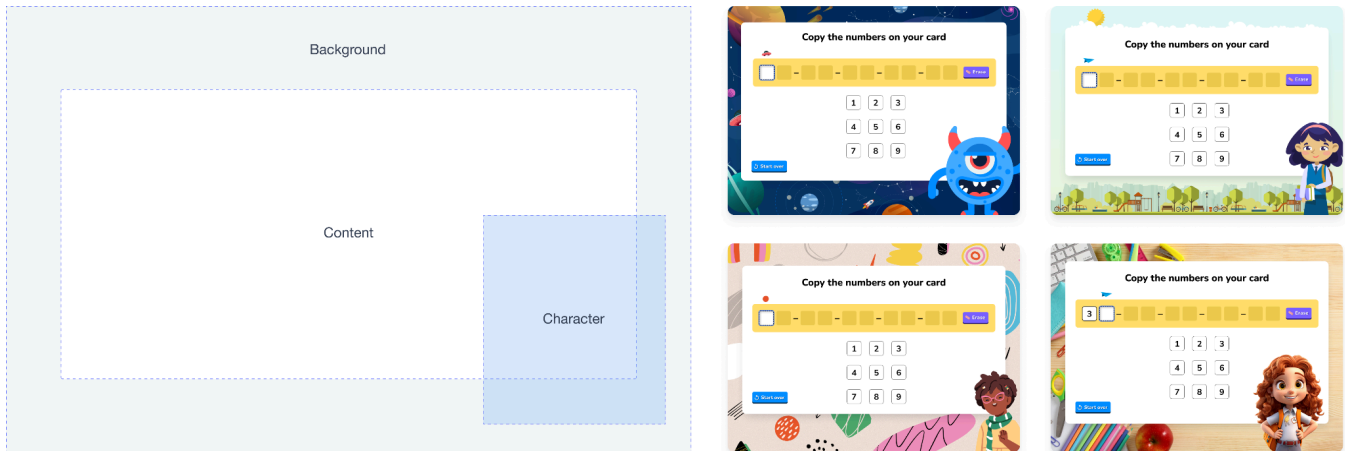 Background
Content
Character
Copy the numbers on your card
– – – – – Erase
1 2 3
4 5 6
7 8 9
Start over
Copy the numbers on your card
– – – – – Erase
1 2 3
4 5 6
7 8 9
Start over
Copy the numbers on your card
– – – – – Erase
1 2 3
4 5 6
7 8 9
Start over
Copy the numbers on your card
3 – – – – – Erase
1 2 3
4 5 6
7 8 9
Start over